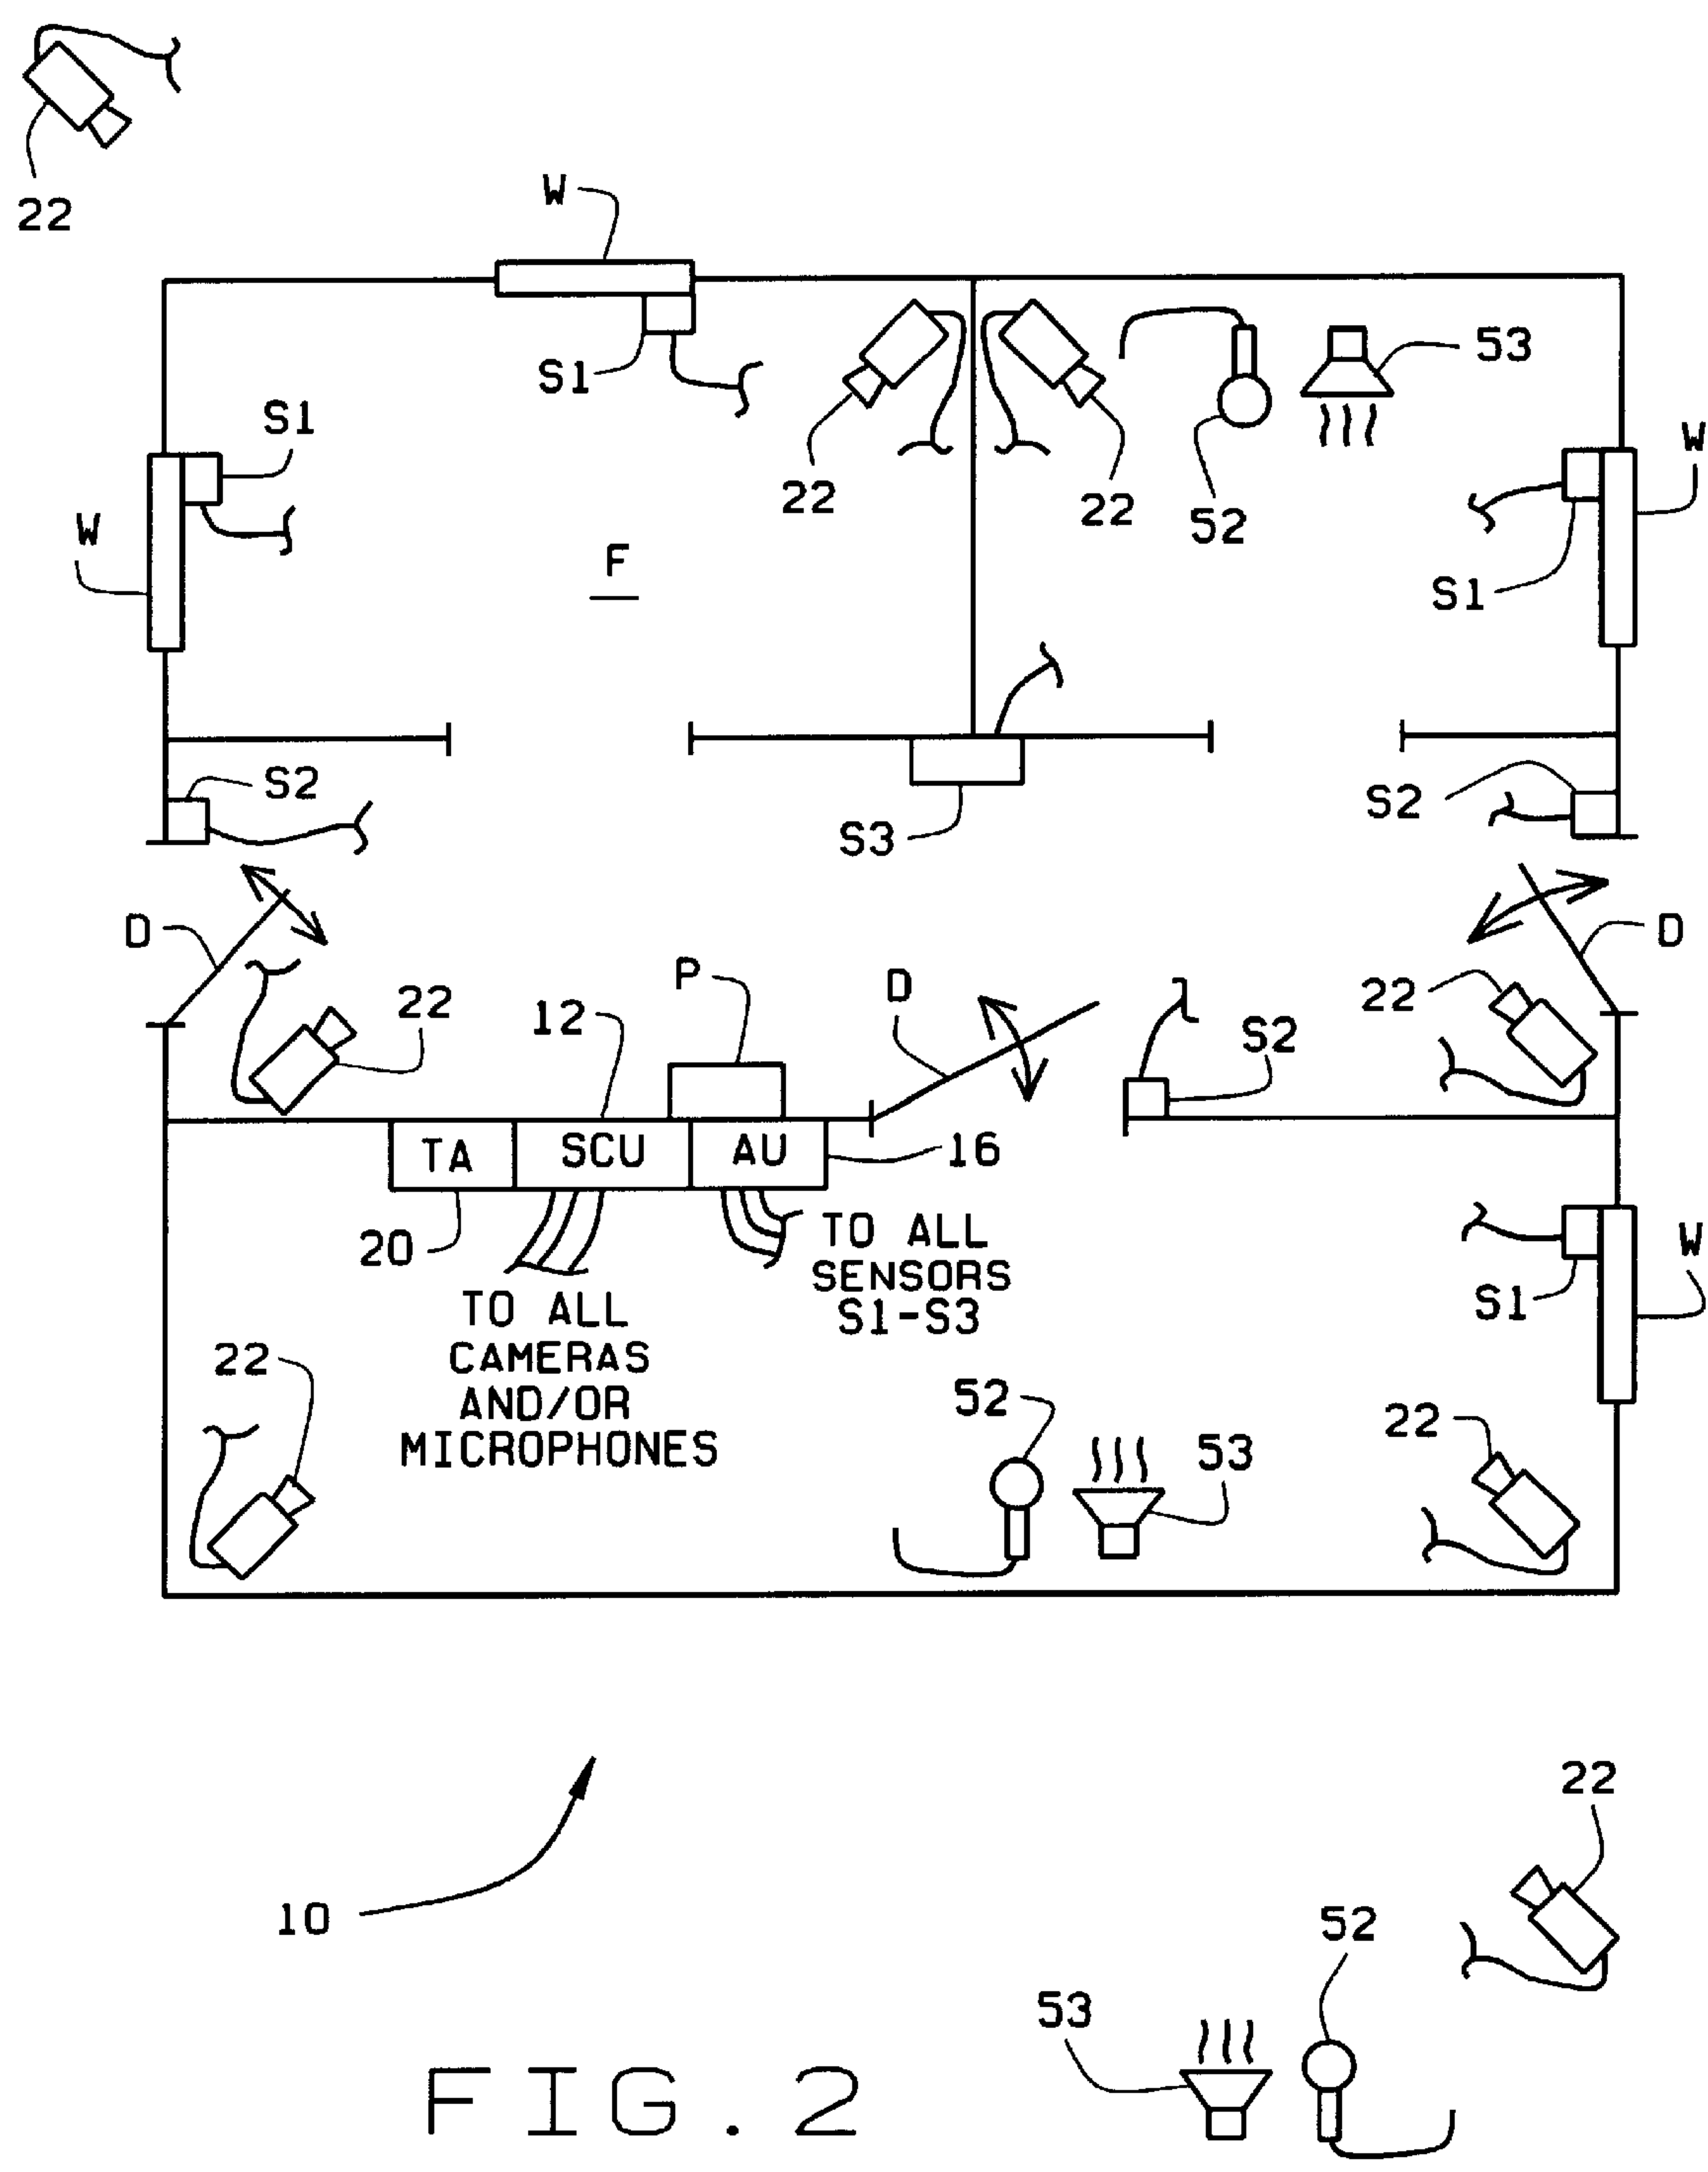 22
W
S1
53
S1
22
22
52
W
W
F
S1
S2
S2
S3
D
D
P
D
22
22
12
S2
TA
SCU
AU
16
20
TO ALL
SENSORS
S1-S3
W
S1
TO ALL
CAMERAS
AND/OR
MICROPHONES
22
52
22
53
22
10
52
53
FIG.2